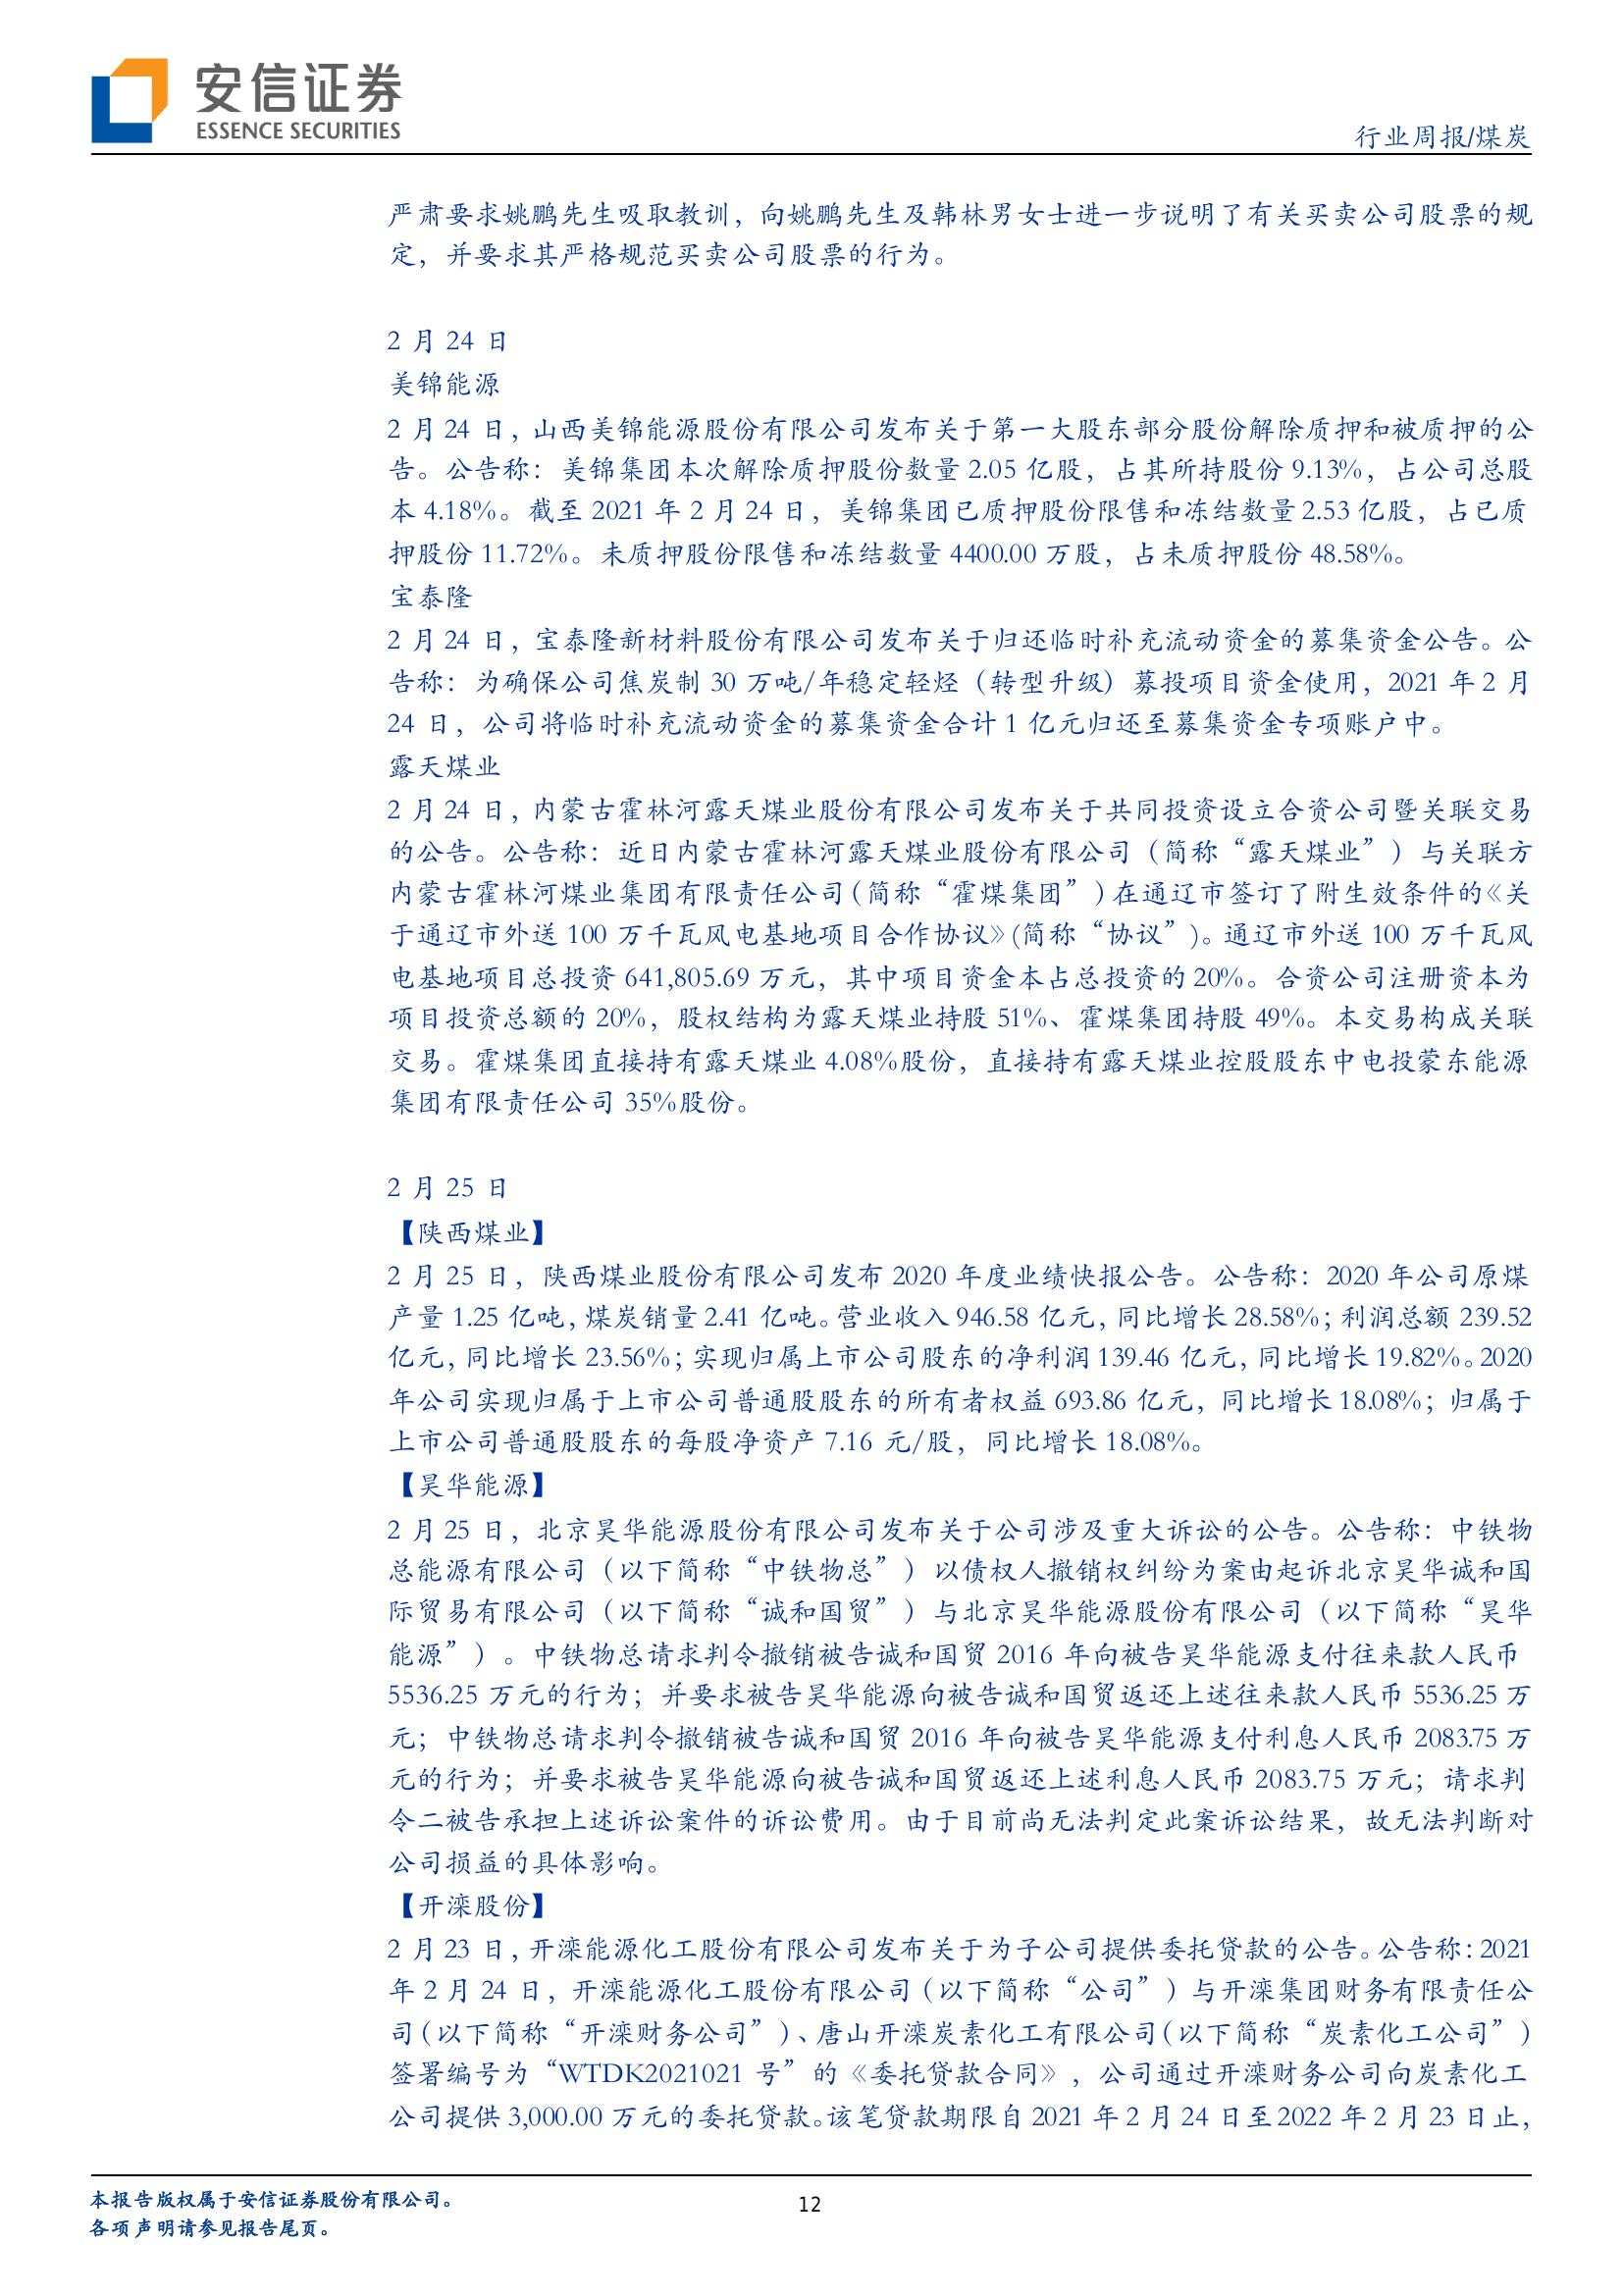 安信证券
ESSENCE SECURITIES
行业周报/煤炭
严肃要求姚鹏先生吸取教训，向姚鹏先生及韩林男女士进一步说明了有关买卖公司股票的规
定，并要求其严格规范买卖公司股票的行为。
2 月 24 日
美锦能源
2 月 24 日，山西美锦能源股份有限公司发布关于第一大股东部分股份解除质押和被质押的公
告。公告称：美锦集团本次解除质押股份数量 2.05 亿股，占其所持股份 9.13%，占公司总股
本 4.18%。截至 2021 年 2 月 24 日，美锦集团已质押股份限售和冻结数量 2.53 亿股，占已质
押股份 11.72%。未质押股份限售和冻结数量 4400.00 万股，占未质押股份 48.58%。
宝泰隆
2 月 24 日，宝泰隆新材料股份有限公司发布关于归还临时补充流动资金的募集资金公告。公
告称：为确保公司焦炭制 30 万吨/年稳定轻烃（转型升级）募投项目资金使用，2021 年 2 月
24 日，公司将临时补充流动资金的募集资金合计 1 亿元归还至募集资金专项账户中。
露天煤业
2 月 24 日，内蒙古霍林河露天煤业股份有限公司发布关于共同投资设立合资公司暨关联交易
的公告。公告称：近日内蒙古霍林河露天煤业股份有限公司（简称“露天煤业”）与关联方
内蒙古霍林河煤业集团有限责任公司(简称“霍煤集团”)在通辽市签订了附生效条件的《关
于通辽市外送 100 万千瓦风电基地项目合作协议》(简称“协议”)。通辽市外送 100 万千瓦风
电基地项目总投资 641,805.69 万元，其中项目资金本占总投资的 20%。合资公司注册资本为
项目投资总额的 20%，股权结构为露天煤业持股 51%、霍煤集团持股 49%。本交易构成关联
交易。霍煤集团直接持有露天煤业 4.08%股份，直接持有露天煤业控股股东中电投蒙东能源
集团有限责任公司 35%股份。
2 月 25 日
【陕西煤业】
2 月 25 日，陕西煤业股份有限公司发布 2020 年度业绩快报公告。公告称：2020 年公司原煤
产量 1.25 亿吨，煤炭销量 2.41 亿吨。营业收入 946.58 亿元，同比增长 28.58%；利润总额 239.52
亿元，同比增长 23.56%；实现归属上市公司股东的净利润 139.46 亿元，同比增长 19.82%。2020
年公司实现归属于上市公司普通股股东的所有者权益 693.86 亿元，同比增长 18.08%；归属于
上市公司普通股股东的每股净资产 7.16 元/股，同比增长 18.08%。
【昊华能源】
2 月 25 日，北京昊华能源股份有限公司发布关于公司涉及重大诉讼的公告。公告称：中铁物
总能源有限公司（以下简称“中铁物总”）以债权人撤销权纠纷为案由起诉北京昊华诚和国
际贸易有限公司（以下简称“诚和国贸”）与北京昊华能源股份有限公司（以下简称“昊华
能源”）。中铁物总请求判令撤销被告诚和国贸 2016 年向被告昊华能源支付往来款人民币
5536.25 万元的行为；并要求被告昊华能源向被告诚和国贸返还上述往来款人民币 5536.25 万
元；中铁物总请求判令撤销被告诚和国贸 2016 年向被告昊华能源支付利息人民币 2083.75 万
元的行为；并要求被告昊华能源向被告诚和国贸返还上述利息人民币 2083.75 万元；请求判
令二被告承担上述诉讼案件的诉讼费用。由于目前尚无法判定此案诉讼结果，故无法判断对
公司损益的具体影响。
【开滦股份】
2 月 23 日，开滦能源化工股份有限公司发布关于为子公司提供委托贷款的公告。公告称：2021
年 2 月 24 日，开滦能源化工股份有限公司（以下简称“公司”）与开滦集团财务有限责任公
司（以下简称“开滦财务公司”）、唐山开滦炭素化工有限公司（以下简称“炭素化工公司”）
签署编号为“WTDK2021021 号”的《委托贷款合同》，公司通过开滦财务公司向炭素化工
公司提供 3,000.00 万元的委托贷款。该笔贷款期限自 2021 年 2 月 24 日至 2022 年 2 月 23 日止，
本报告版权属于安信证券股份有限公司。
各项声明请参见报告尾页。
12